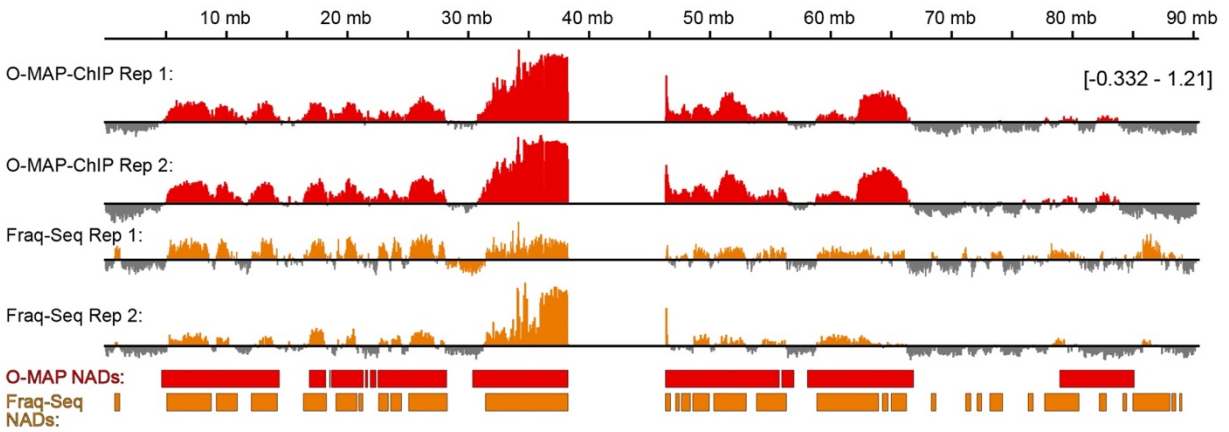 10 mb 20 mb 30 mb 40 mb 50 mb 60 mb 70 mb 80 mb 90 mb
O-MAP-ChIP Rep 1:
[-0.332 - 1.21]
O-MAP-ChIP Rep 2:
Fraq-Seq Rep 1:
Fraq-Seq Rep 2:
O-MAP NADs:
Fraq-Seq
NADs: